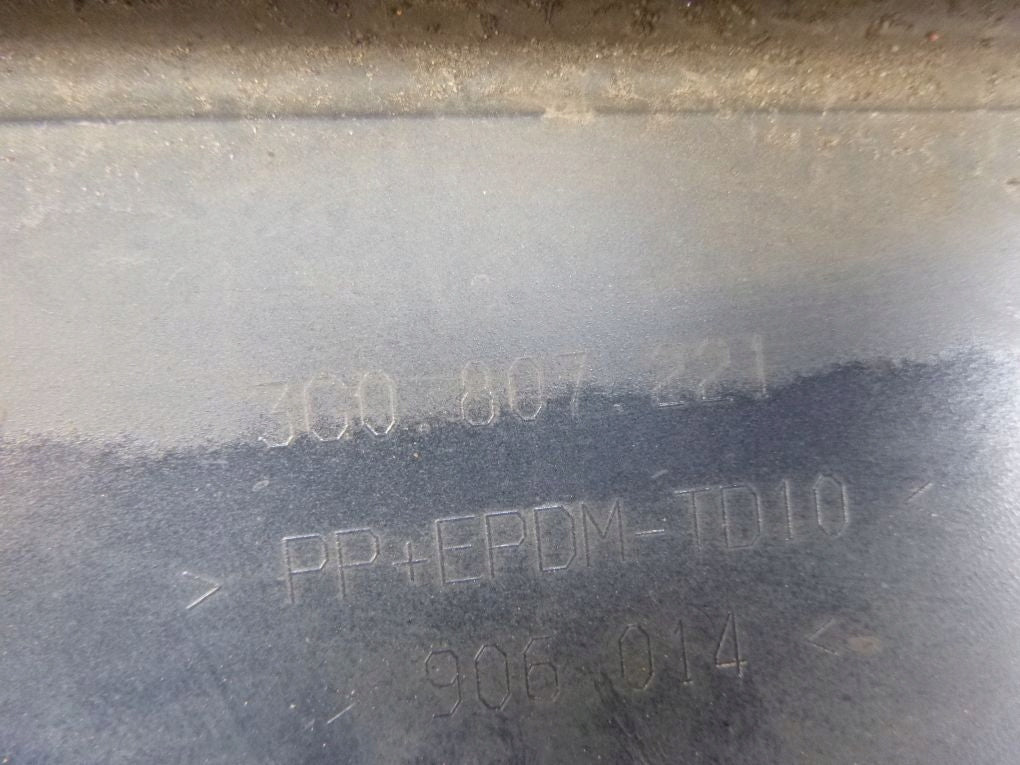 3C0.807.221
> PP+EPDM-TD10 <
> 906 014 <